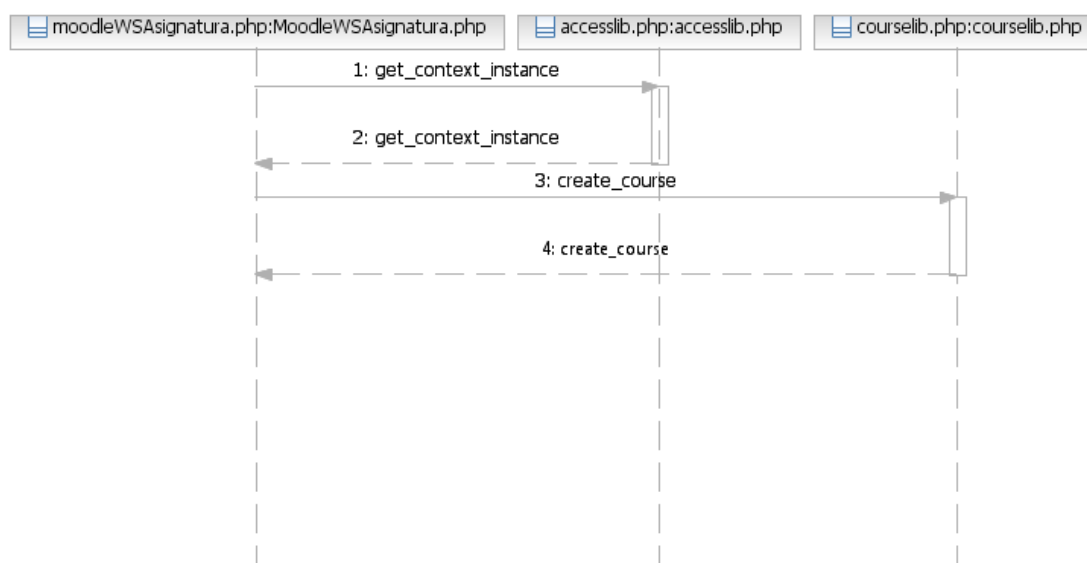 moodleWSAsignatura.php:MoodleWSAsignatura.php
accesslib.php:accesslib.php
courselib.php:courselib.php
1: get_context_instance
2: get_context_instance
3: create_course
4: create_course